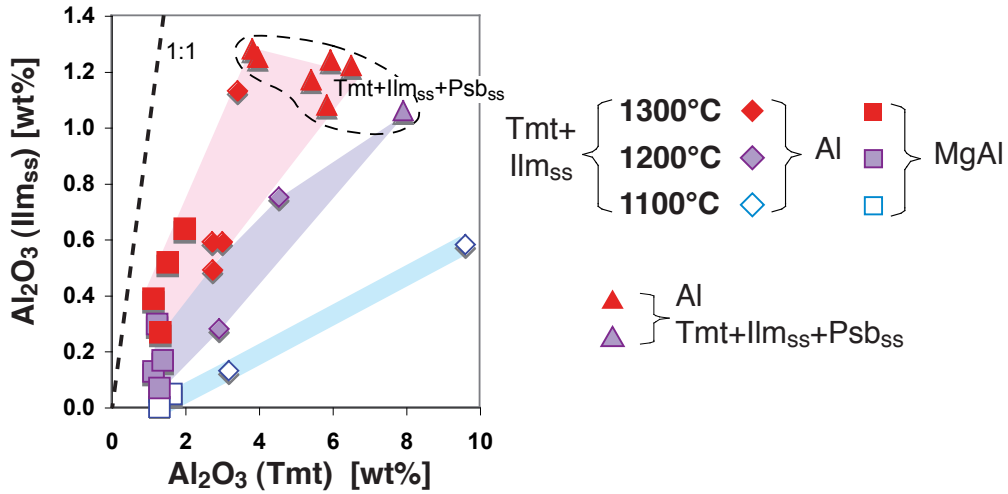 Al₂O₃ (Ilmss) [wt%]
1.4
1.2
1.0
0.8
0.6
0.4
0.2
0.0
1:1
Tmt+Ilmss+Psbss
0 2 4 6 8 10
Al₂O₃ (Tmt) [wt%]
Tmt+
Ilmss
1300°C
1200°C
1100°C
Al
MgAl
Al
Tmt+Ilmss+Psbss